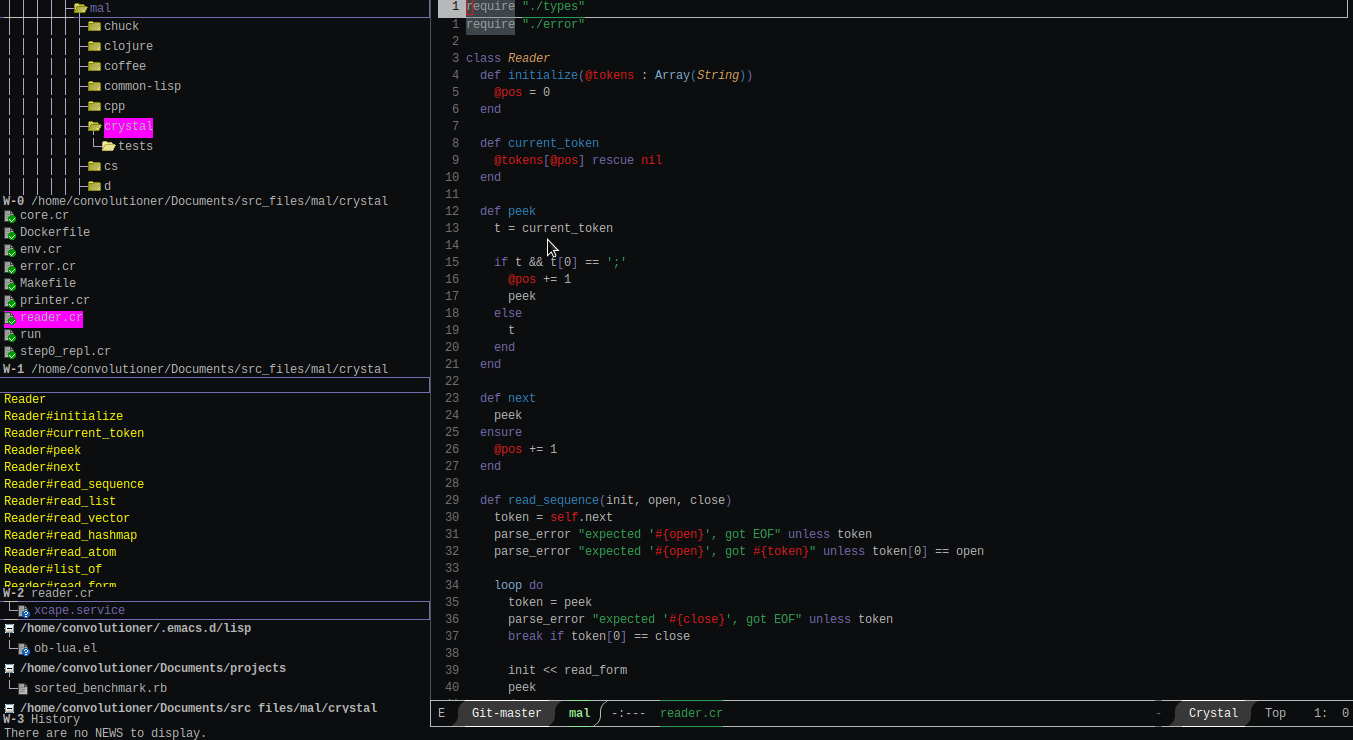 mal
chuck
clojure
coffee
common-lisp
cpp
crystal
tests
cs
d
W-0 /home/convolutioner/Documents/src_files/mal/crystal
core.cr
Dockerfile
env.cr
error.cr
Makefile
printer.cr
reader.cr
run
step0_repl.cr
W-1 /home/convolutioner/Documents/src_files/mal/crystal
Reader
Reader#initialize
Reader#current_token
Reader#peek
Reader#next
Reader#read_sequence
Reader#read_list
Reader#read_vector
Reader#read_hashmap
Reader#read_atom
Reader#list_of
Reader#read_form
W-2 reader.cr
xcape.service
/home/convolutioner/.emacs.d/lisp
ob-lua.el
/home/convolutioner/Documents/projects
sorted_benchmark.rb
/home/convolutioner/Documents/src_files/mal/crystal
W-3 History
There are no NEWS to display.
1 require "./types"
1 require "./error"
2
3 class Reader
4   def initialize(@tokens : Array(String))
5     @pos = 0
6   end
7
8   def current_token
9     @tokens[@pos] rescue nil
10   end
11
12   def peek
13     t = current_token
14
15     if t && t[0] == ';'
16       @pos += 1
17       peek
18     else
19       t
20     end
21   end
22
23   def next
24     peek
25   ensure
26     @pos += 1
27   end
28
29   def read_sequence(init, open, close)
30     token = self.next
31     parse_error "expected '#{open}', got EOF" unless token
32     parse_error "expected '#{open}', got #{token}" unless token[0] == open
33
34     loop do
35       token = peek
36       parse_error "expected '#{close}', got EOF" unless token
37       break if token[0] == close
38
39       init << read_form
40       peek
E Git-master mal -:--- reader.cr - Crystal Top 1: 0